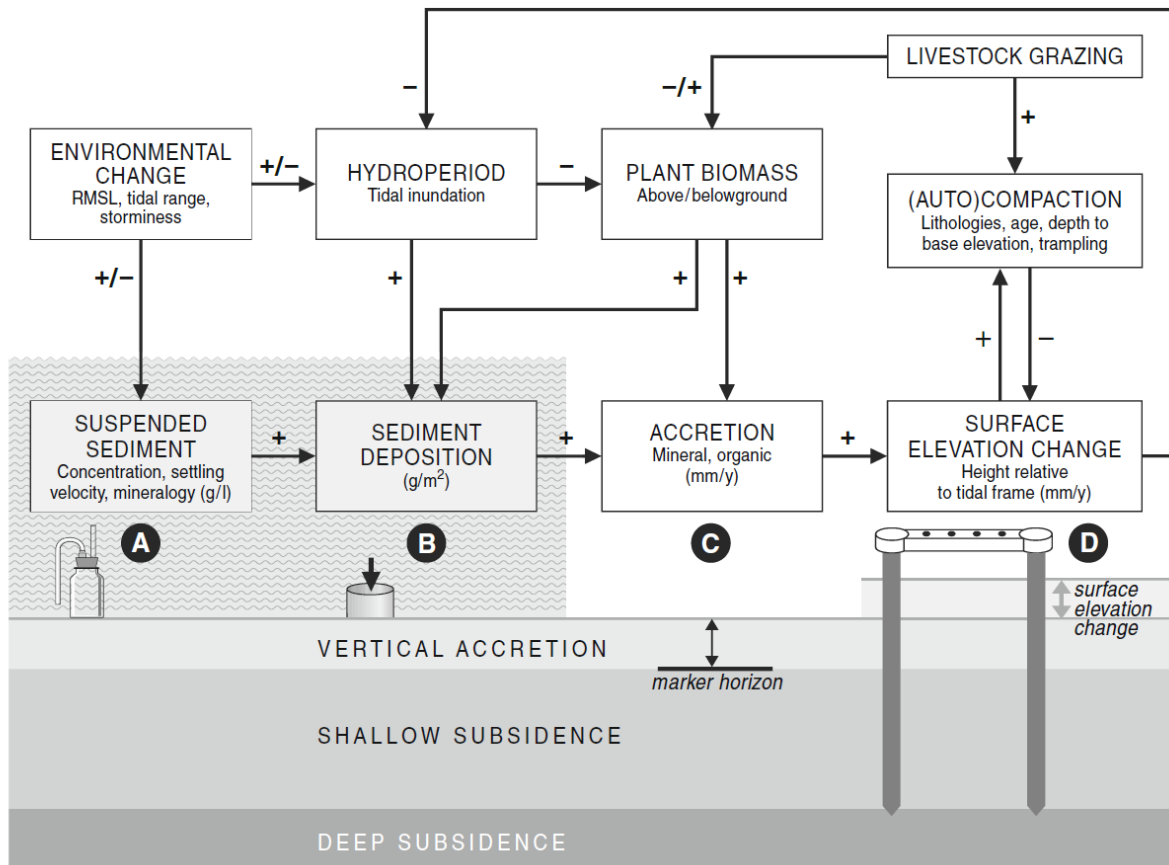 LIVESTOCK GRAZING
–
–/+
+
ENVIRONMENTAL
CHANGE
RMSL, tidal range,
storminess
+/–
HYDROPERIOD
Tidal inundation
–
PLANT BIOMASS
Above/belowground
(AUTO)COMPACTION
Lithologies, age, depth to
base elevation, trampling
+/–
+
+
+
+
–
SUSPENDED
SEDIMENT
Concentration, settling
velocity, mineralogy (g/l)
+
SEDIMENT
DEPOSITION
(g/m²)
+
ACCRETION
Mineral, organic
(mm/y)
+
SURFACE
ELEVATION CHANGE
Height relative
to tidal frame (mm/y)
A
B
C
D
surface
elevation
change
VERTICAL ACCRETION
marker horizon
SHALLOW SUBSIDENCE
DEEP SUBSIDENCE